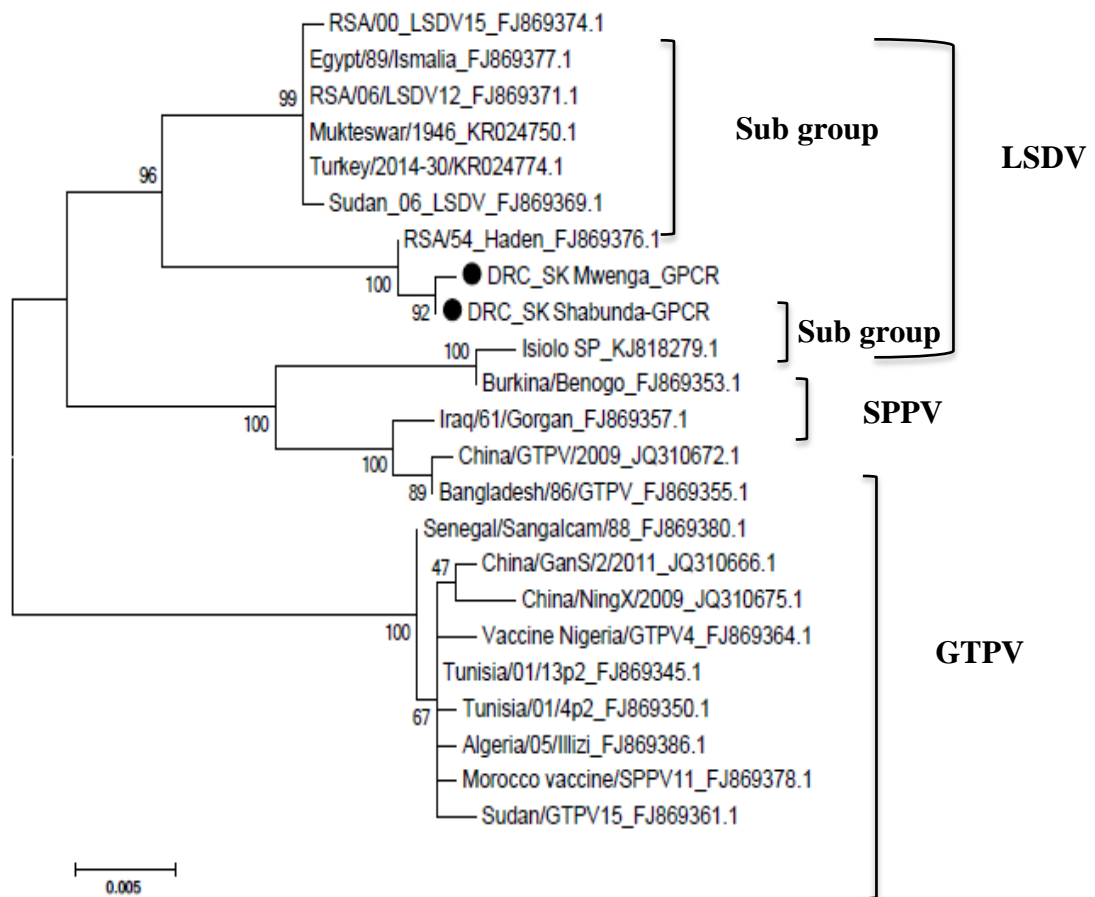 RSA/00_LSDV15_FJ869374.1
Egypt/89/Ismalia_FJ869377.1
RSA/06/LSDV12_FJ869371.1
99
Mukteswar/1946_KR024750.1
Sub group
LSDV
Turkey/2014-30/KR024774.1
96
Sudan_06_LSDV_FJ869369.1
RSA/54_Haden_FJ869376.1
100
DRC_SK Mwenga_GPCR
92
DRC_SK Shabunda-GPCR
Sub group
100
Isiolo SP_KJ818279.1
Burkina/Benogo_FJ869353.1
SPPV
100
Iraq/61/Gorgan_FJ869357.1
100
China/GTPV/2009_JQ310672.1
89
Bangladesh/86/GTPV_FJ869355.1
Senegal/Sangalcam/88_FJ869380.1
47
China/GanS/2/2011_JQ310666.1
China/NingX/2009_JQ310675.1
100
Vaccine Nigeria/GTPV4_FJ869364.1
GTPV
Tunisia/01/13p2_FJ869345.1
67
Tunisia/01/4p2_FJ869350.1
Algeria/05/Illizi_FJ869386.1
Morocco vaccine/SPPV11_FJ869378.1
Sudan/GTPV15_FJ869361.1
0.005